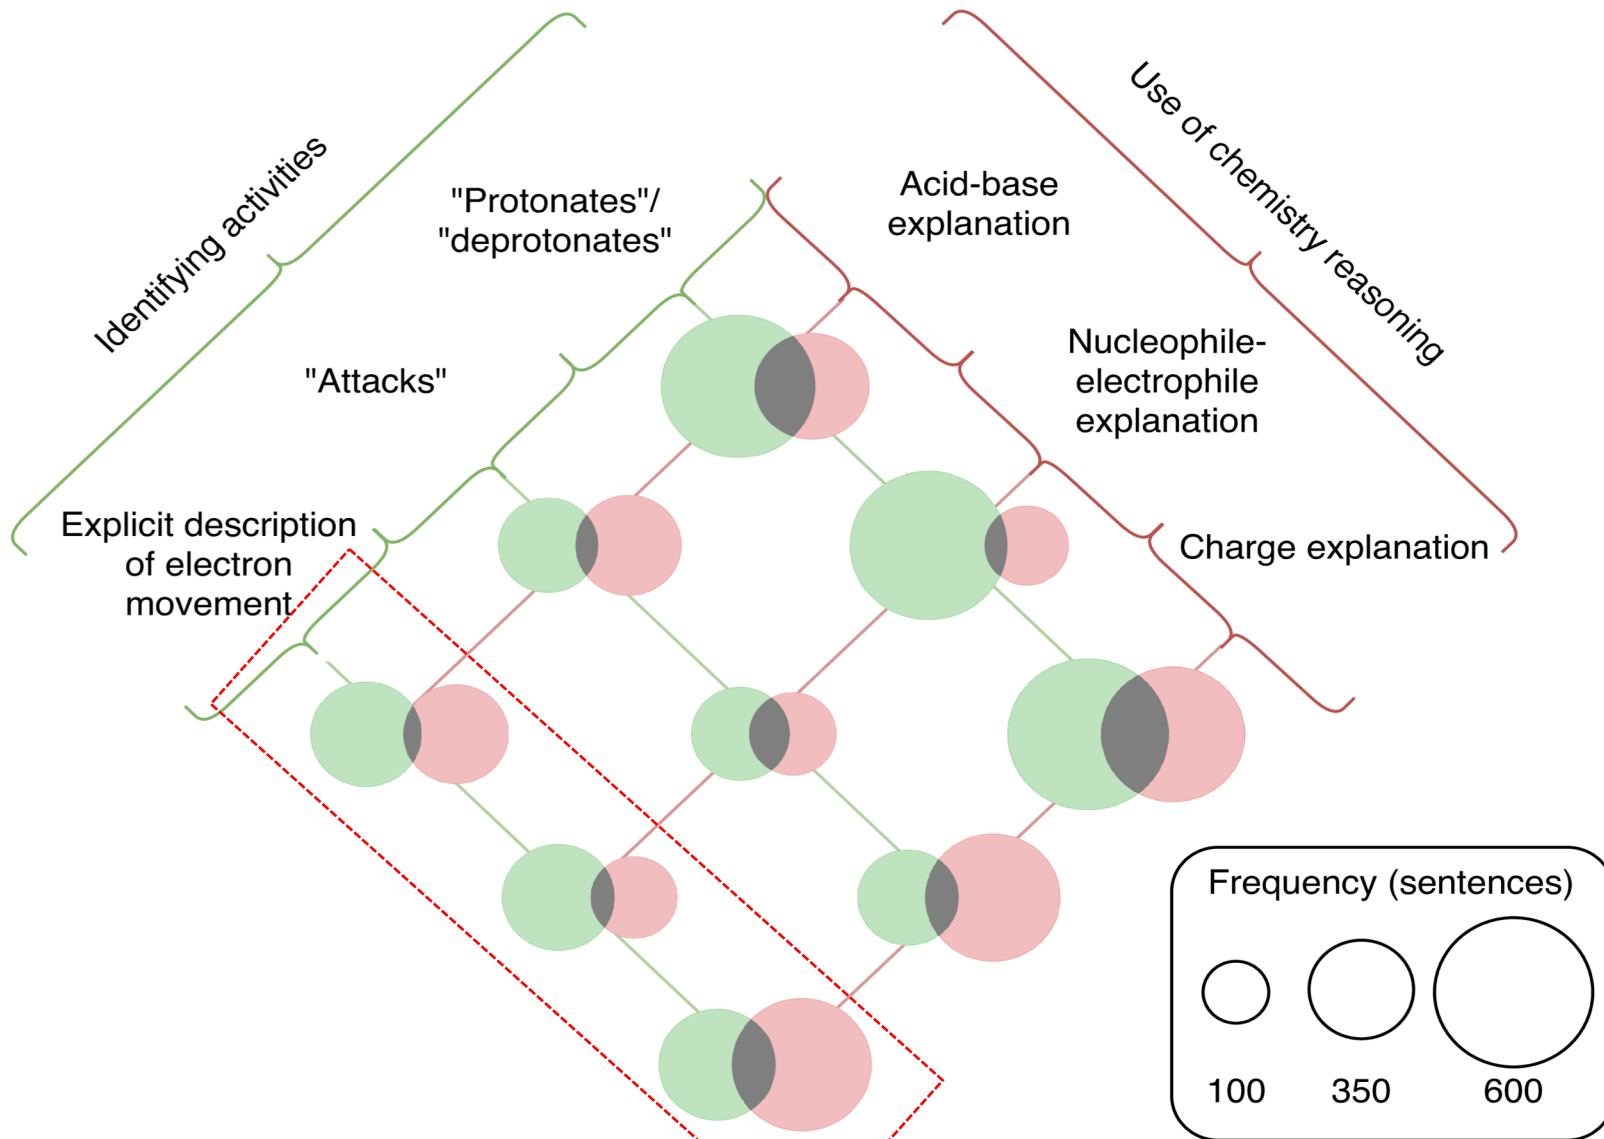 Identifying activities
Use of chemistry reasoning
"Protonates"/
"deprotonates"
Acid-base
explanation
"Attacks"
Nucleophile-
electrophile
explanation
Explicit description
of electron
movement
Charge explanation
Frequency (sentences)
100
350
600